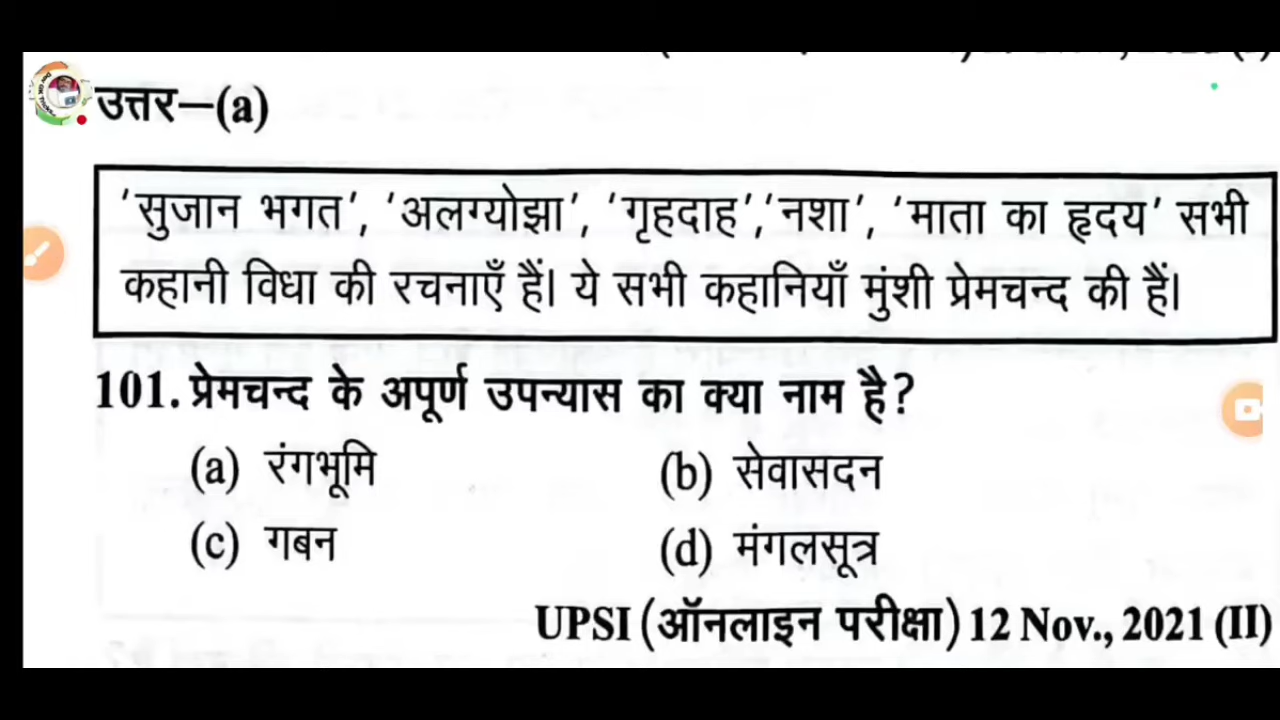 उत्तर—(a)
'सुजान भगत', 'अलग्योझा', 'गृहदाह','नशा', 'माता का हृदय' सभी
कहानी विधा की रचनाएँ हैं। ये सभी कहानियाँ मुंशी प्रेमचन्द की हैं।
101. प्रेमचन्द के अपूर्ण उपन्यास का क्या नाम है?
(a) रंगभूमि (b) सेवासदन
(c) गबन (d) मंगलसूत्र
UPSI (ऑनलाइन परीक्षा) 12 Nov., 2021 (II)